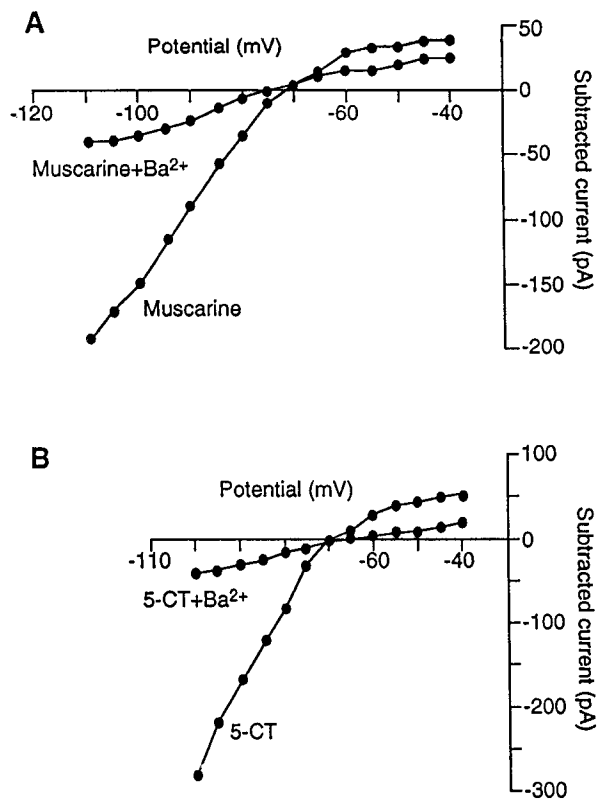 A
Potential (mV)
50
0
-50
-100
-150
-200
-120
-100
-60
-40
Subtracted current (pA)
Muscarine+Ba²⁺
Muscarine
B
Potential (mV)
100
0
-100
-200
-300
-110
-60
-40
Subtracted current (pA)
5-CT+Ba²⁺
5-CT